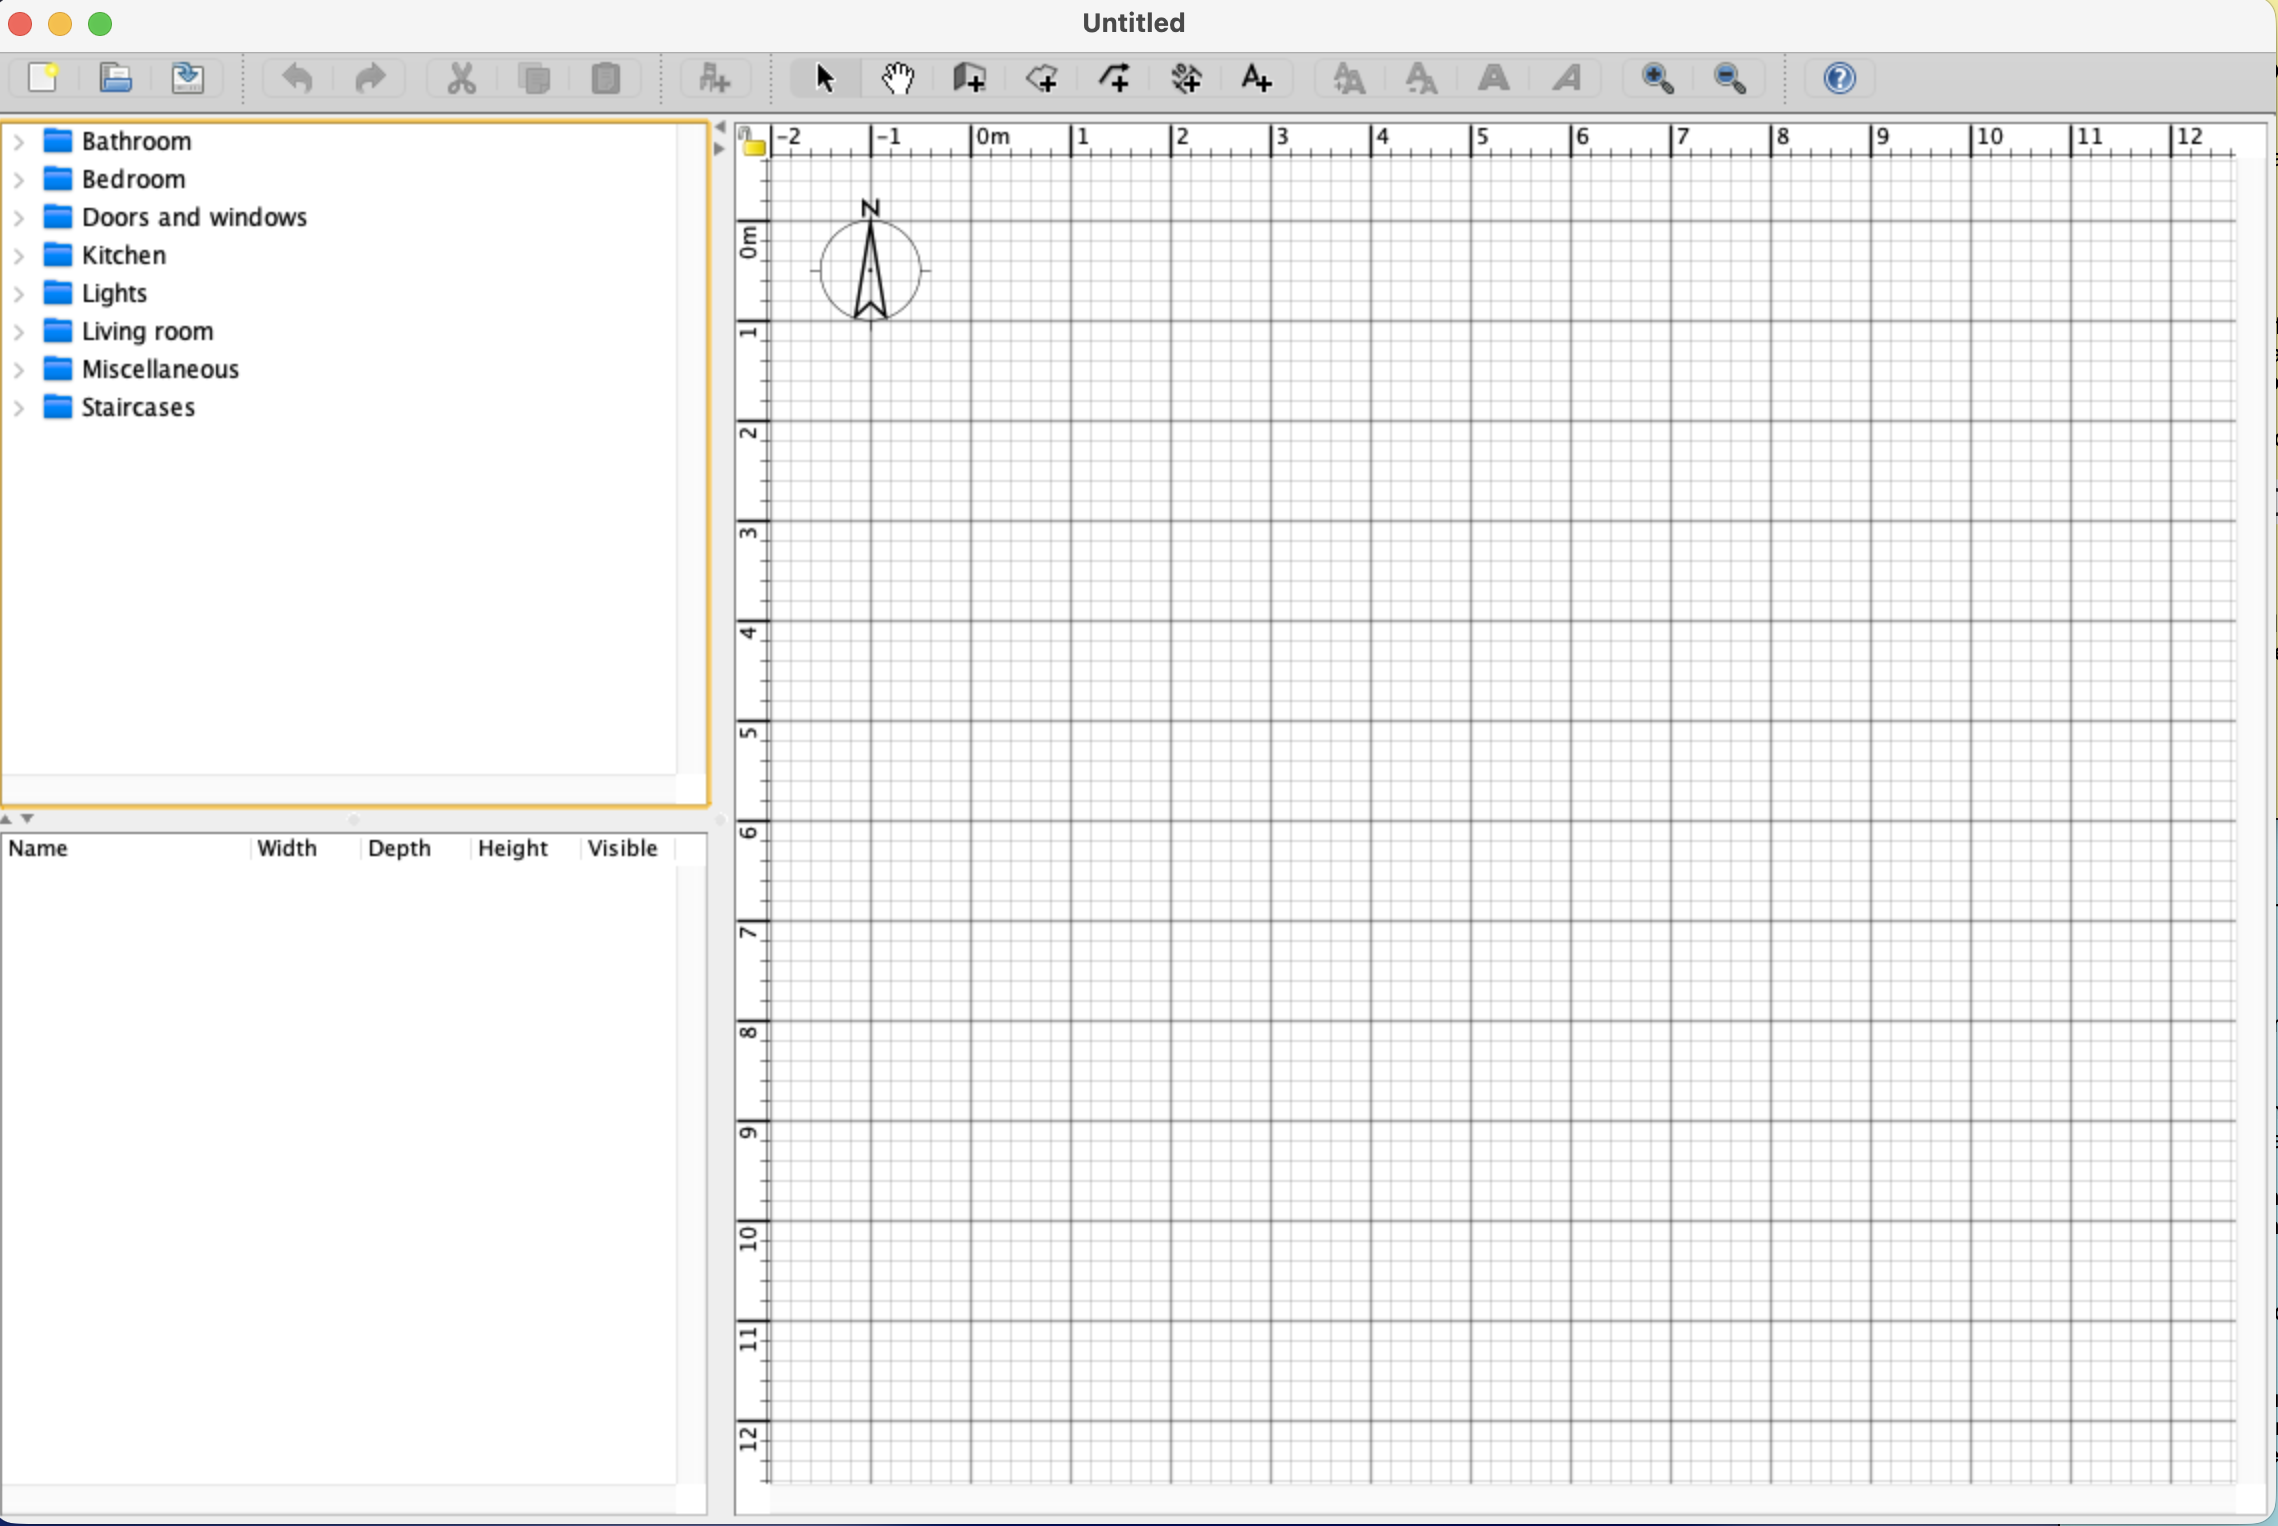 Untitled
Bathroom
Bedroom
Doors and windows
Kitchen
Lights
Living room
Miscellaneous
Staircases
Name Width Depth Height Visible
-2 -1 0m 1 2 3 4 5 6 7 8 9 10 11 12
N
0m
1
2
3
4
5
6
7
8
9
10
11
12